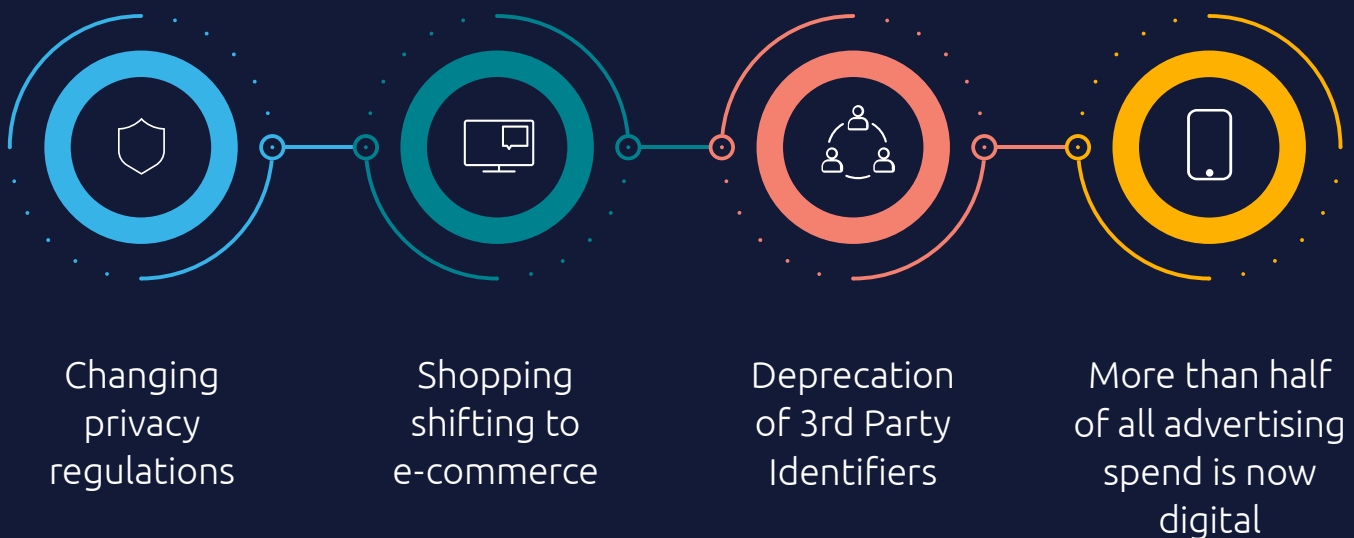 Changing
privacy
regulations
Shopping
shifting to
e-commerce
Deprecation
of 3rd Party
Identifiers
More than half
of all advertising
spend is now
digital